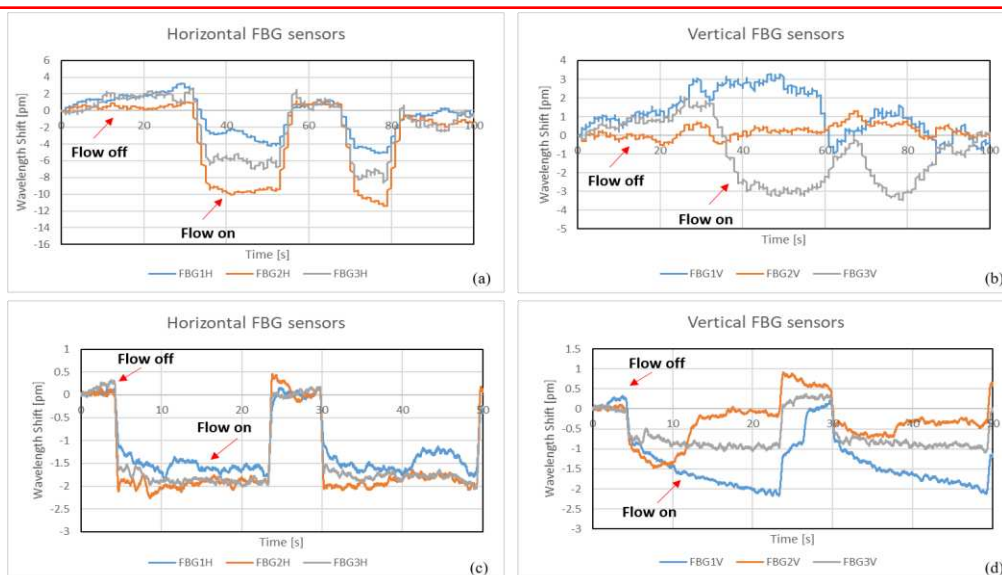 Horizontal FBG sensors
Wavelength Shift [pm]
6
4
2
0
-2
-4
-6
-8
-10
-12
-14
-16
0 20 40 60 80 100
Flow off
Flow on
Time [s]
FBG1H FBG2H FBG3H
(a)
Vertical FBG sensors
Wavelength Shift [pm]
4
3
2
1
0
-1
-2
-3
-4
-5
0 20 40 60 80 100
Flow off
Flow on
Time [s]
FBG1V FBG2V FBG3V
(b)
Horizontal FBG sensors
Wavelength Shift [pm]
1
0.5
0
-0.5
-1
-1.5
-2
-2.5
-3
0 10 20 30 40 50
Flow off
Flow on
Time [s]
FBG1H FBG2H FBG3H
(c)
Vertical FBG sensors
Wavelength Shift [pm]
1.5
1
0.5
0
-0.5
-1
-1.5
-2
-2.5
-3
0 10 20 30 40 50
Flow off
Flow on
Time [s]
FBG1V FBG2V FBG3V
(d)